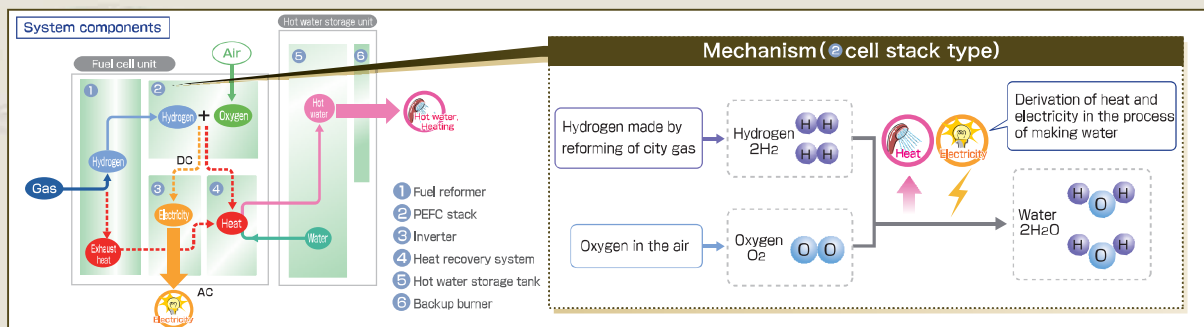 System components
Hot water storage unit
Fuel cell unit
Air
1
2
5
6
Hydrogen
+
Oxygen
Hot
water
Hot water,
Heating
Hydrogen
DC
Gas
3
4
Electricity
Heat
Exhaust
heat
Water
AC
Electricity
1 Fuel reformer
2 PEFC stack
3 Inverter
4 Heat recovery system
5 Hot water storage tank
6 Backup burner
Mechanism(2 cell stack type)
Hydrogen made by
reforming of city gas
Hydrogen
2H2
H H
H H
Heat
Electricity
Derivation of heat and
electricity in the process
of making water
Oxygen in the air
Oxygen
O2
O O
Water
2H2O
H O H
H O H